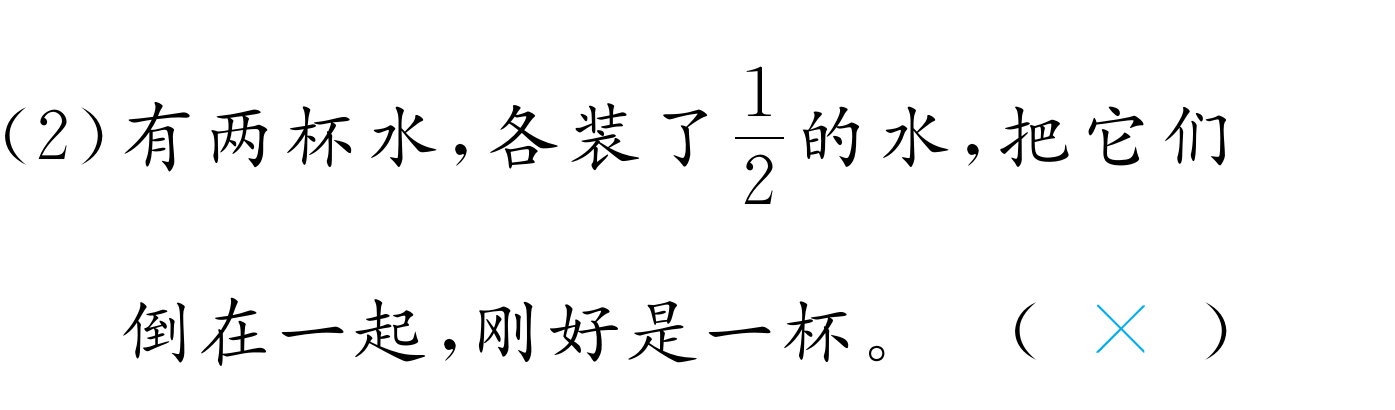 (2)有两杯水,各装了$\frac{1}{2}$的水,把它们
倒在一起,刚好是一杯。 ( × )